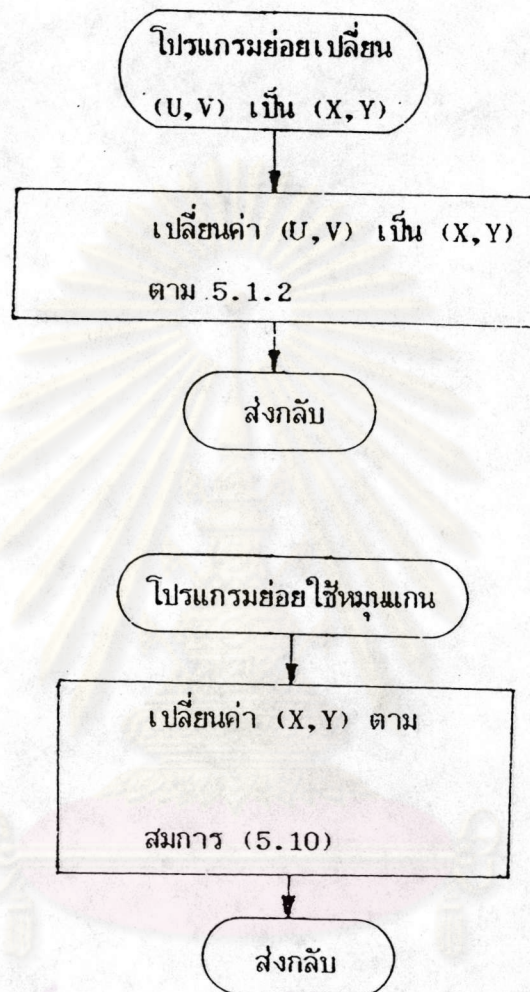 โปรแกรมย่อยเปลี่ยน
(U,V) เป็น (X,Y)
เปลี่ยนค่า (U,V) เป็น (X,Y)
ตาม 5.1.2
ส่งกลับ
โปรแกรมย่อยใช้หมุนแกน
เปลี่ยนค่า (X,Y) ตาม
สมการ (5.10)
ส่งกลับ